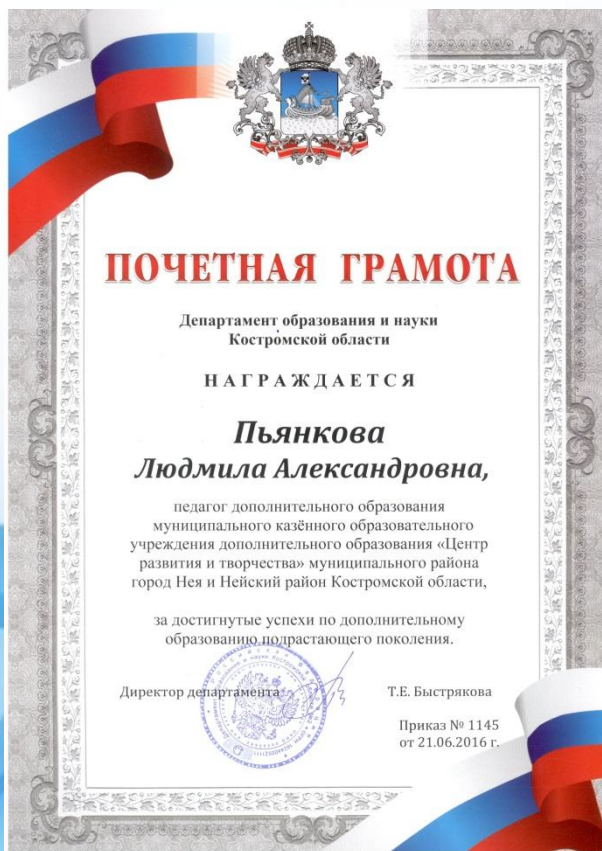 ПОЧЕТНАЯ ГРАМОТА
Департамент образования и науки
Костромской области
НАГРАЖДАЕТСЯ
Пьянкова
Людмила Александровна,
педагог дополнительного образования
муниципального казённого образовательного
учреждения дополнительного образования «Центр
развития и творчества» муниципального района
город Нея и Нейский район Костромской области,
за достигнутые успехи по дополнительному
образованию подрастающего поколения.
Директор департамента
Т.Е. Быстрякова
Приказ № 1145
от 21.06.2016 г.